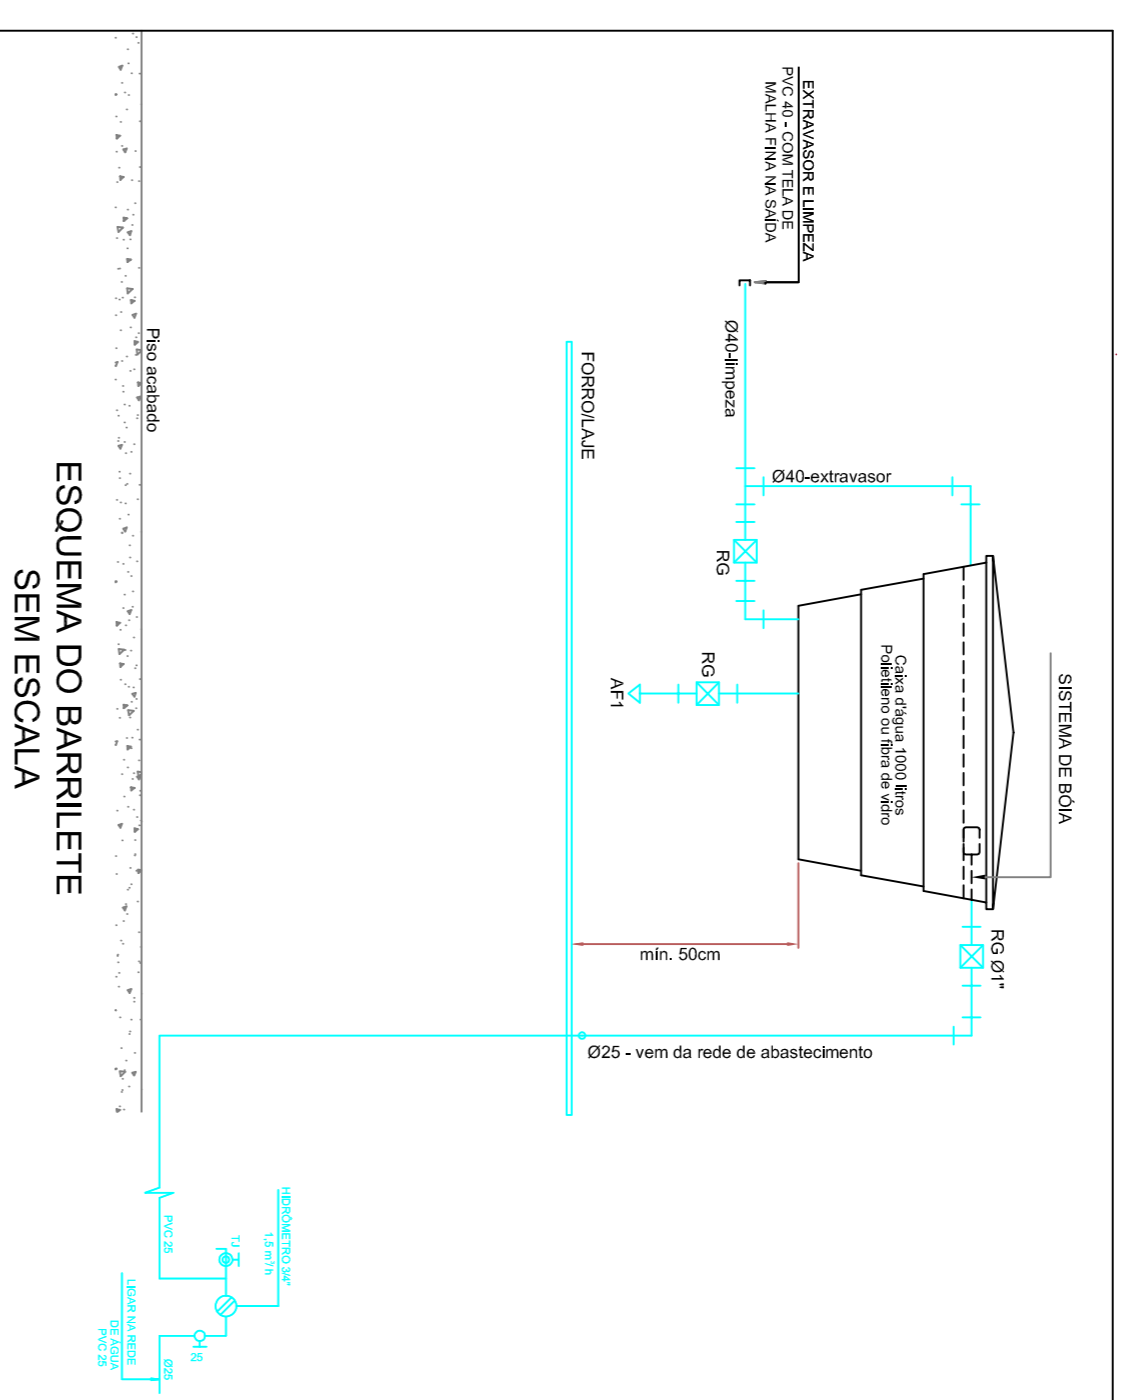 SISTEMA DE BÓIA
EXTRAVASOR E LIMPEZA
PVC 40 - COM TELA DE
MALHA FINA NA SAÍDA
Ø40-limpeza
Ø40-extravasor
RG
RG
AF1
Caixa d'água 1000 litros
Polietileno ou fibra de vidro
RG Ø1"
mín. 50cm
FORRO/LAJE
Ø25 - vem da rede de abastecimento
HIDRÔMETRO 3/4"
1,5 m³/h
TJ
25
PVC 25
Ø25
LIGAR NA REDE
DE ÁGUA
PVC 25
Piso acabado
ESQUEMA DO BARRILETE
SEM ESCALA